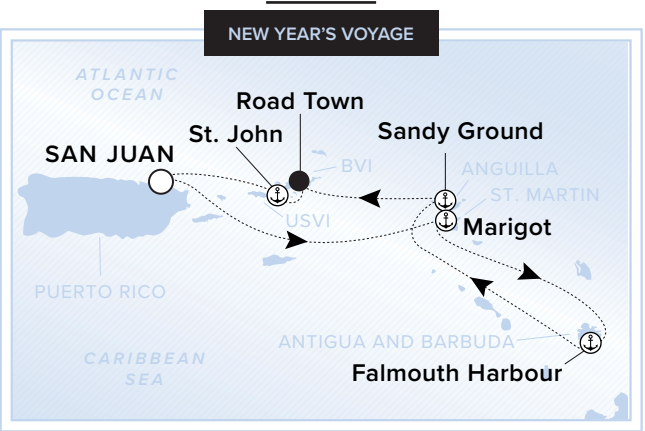 NEW YEAR'S VOYAGE
ATLANTIC
OCEAN
Road Town
St. John
Sandy Ground
SAN JUAN
BVI
ANGUILLA
ST. MARTIN
USVI
Marigot
PUERTO RICO
ANTIGUA AND BARBUDA
CARIBBEAN
SEA
Falmouth Harbour